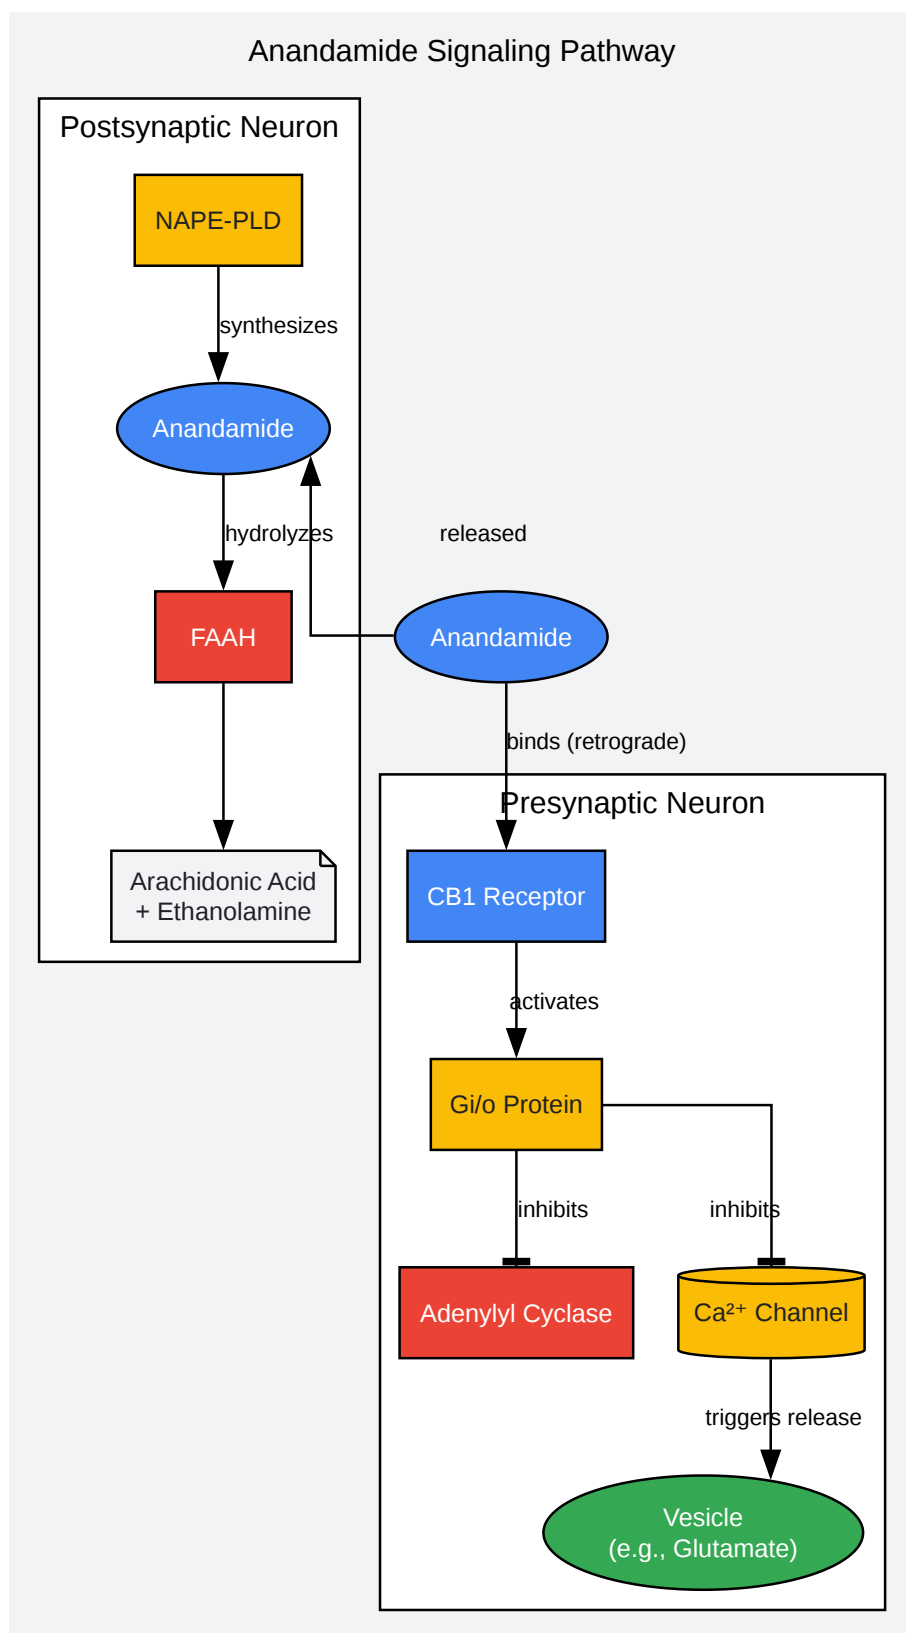 Anandamide Signaling Pathway
Postsynaptic Neuron
NAPE-PLD
synthesizes
Anandamide
hydrolyzes
released
FAAH
Anandamide
binds (retrograde)
Presynaptic Neuron
Arachidonic Acid
+ Ethanolamine
CB1 Receptor
activates
Gi/o Protein
inhibits
inhibits
Adenylyl Cyclase
Ca²⁺ Channel
triggers release
Vesicle
(e.g., Glutamate)